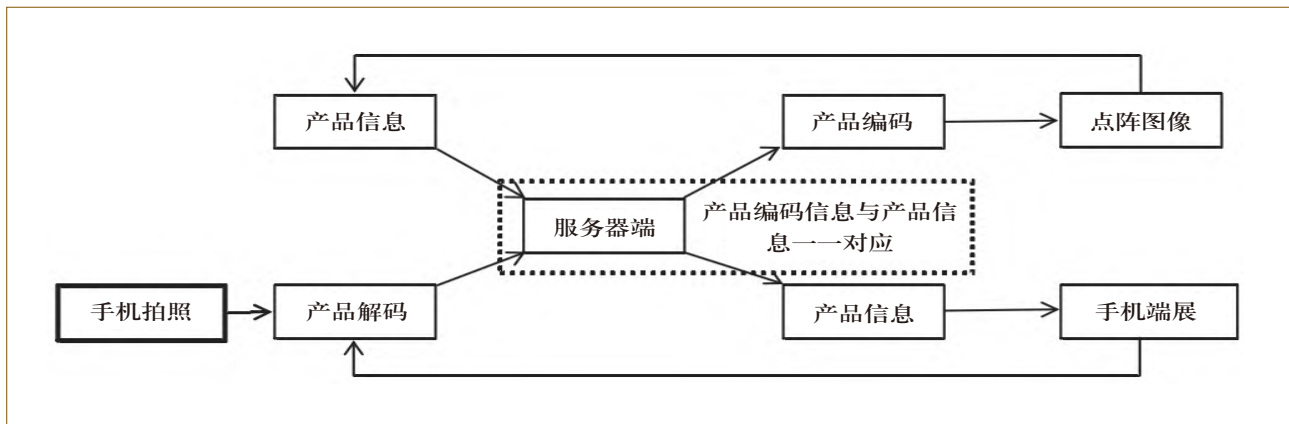 产品信息
产品编码
点阵图像
服务器端
产品编码信息与产品信
息一一对应
手机拍照
产品解码
产品信息
手机端展